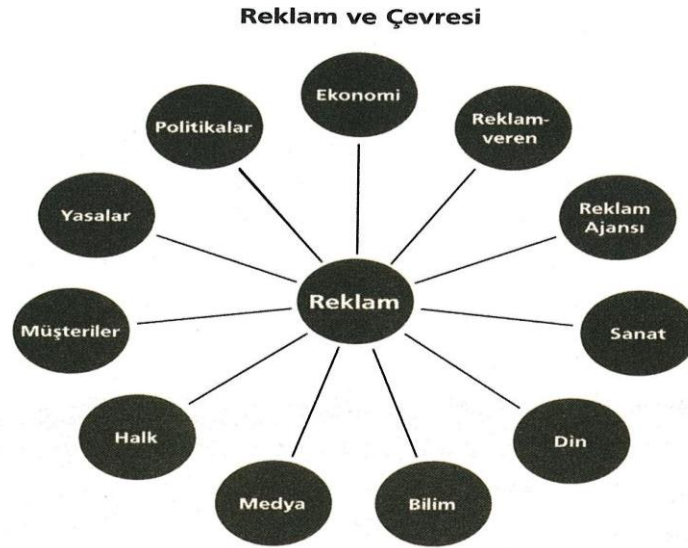 Reklam ve Çevresi
Ekonomi
Reklam-
veren
Reklam
Ajansı
Sanat
Din
Bilim
Medya
Halk
Müşteriler
Yasalar
Politikalar
Reklam